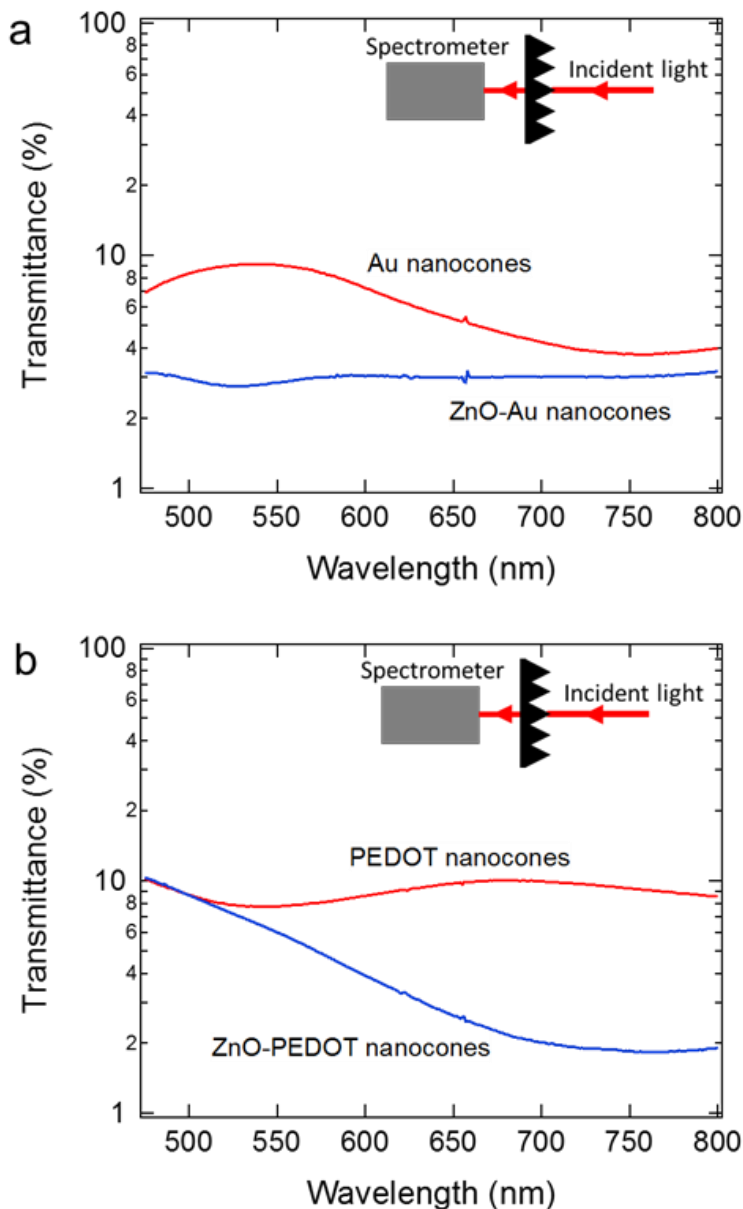 a
100
8
6
4
2
10
8
6
4
2
1
Transmittance (%)
Spectrometer
Incident light
Au nanocones
ZnO-Au nanocones
500 550 600 650 700 750 800
Wavelength (nm)
b
100
8
6
4
2
10
8
6
4
2
1
Transmittance (%)
Spectrometer
Incident light
PEDOT nanocones
ZnO-PEDOT nanocones
500 550 600 650 700 750 800
Wavelength (nm)